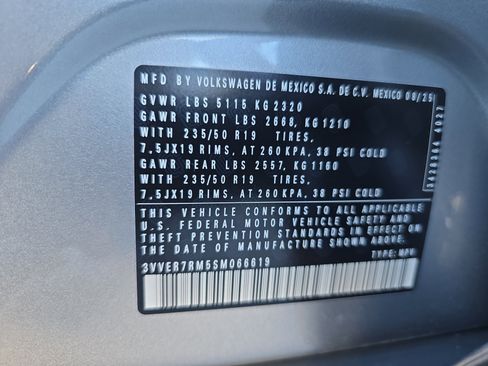 MFD BY VOLKSWAGEN DE MEXICO S.A. DE C.V. MEXICO 08/25
GVWR LBS 5115 KG 2320
GAWR FRONT LBS 2668, KG 1210
WITH 235/50 R19 TIRES,
7.5JX19 RIMS, AT 260 KPA, 38 PSI COLD
GAWR REAR LBS 2557, KG 1160
WITH 235/50 R19 TIRES,
7.5JX19 RIMS, AT 260 KPA, 38 PSI COLD
THIS VEHICLE CONFORMS TO ALL APPLICABLE
U.S. FEDERAL MOTOR VEHICLE SAFETY AND
THEFT PREVENTION STANDARDS IN EFFECT ON
THE DATE OF MANUFACTURE SHOWN ABOVE.
3VVER7RM5SM066619 TYPE: MPV